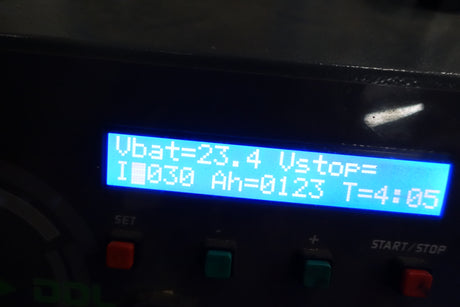 Vbat=23.4 Vstop=
I 030 Ah=0123 T=4:05
SET
-
+
START/STOP